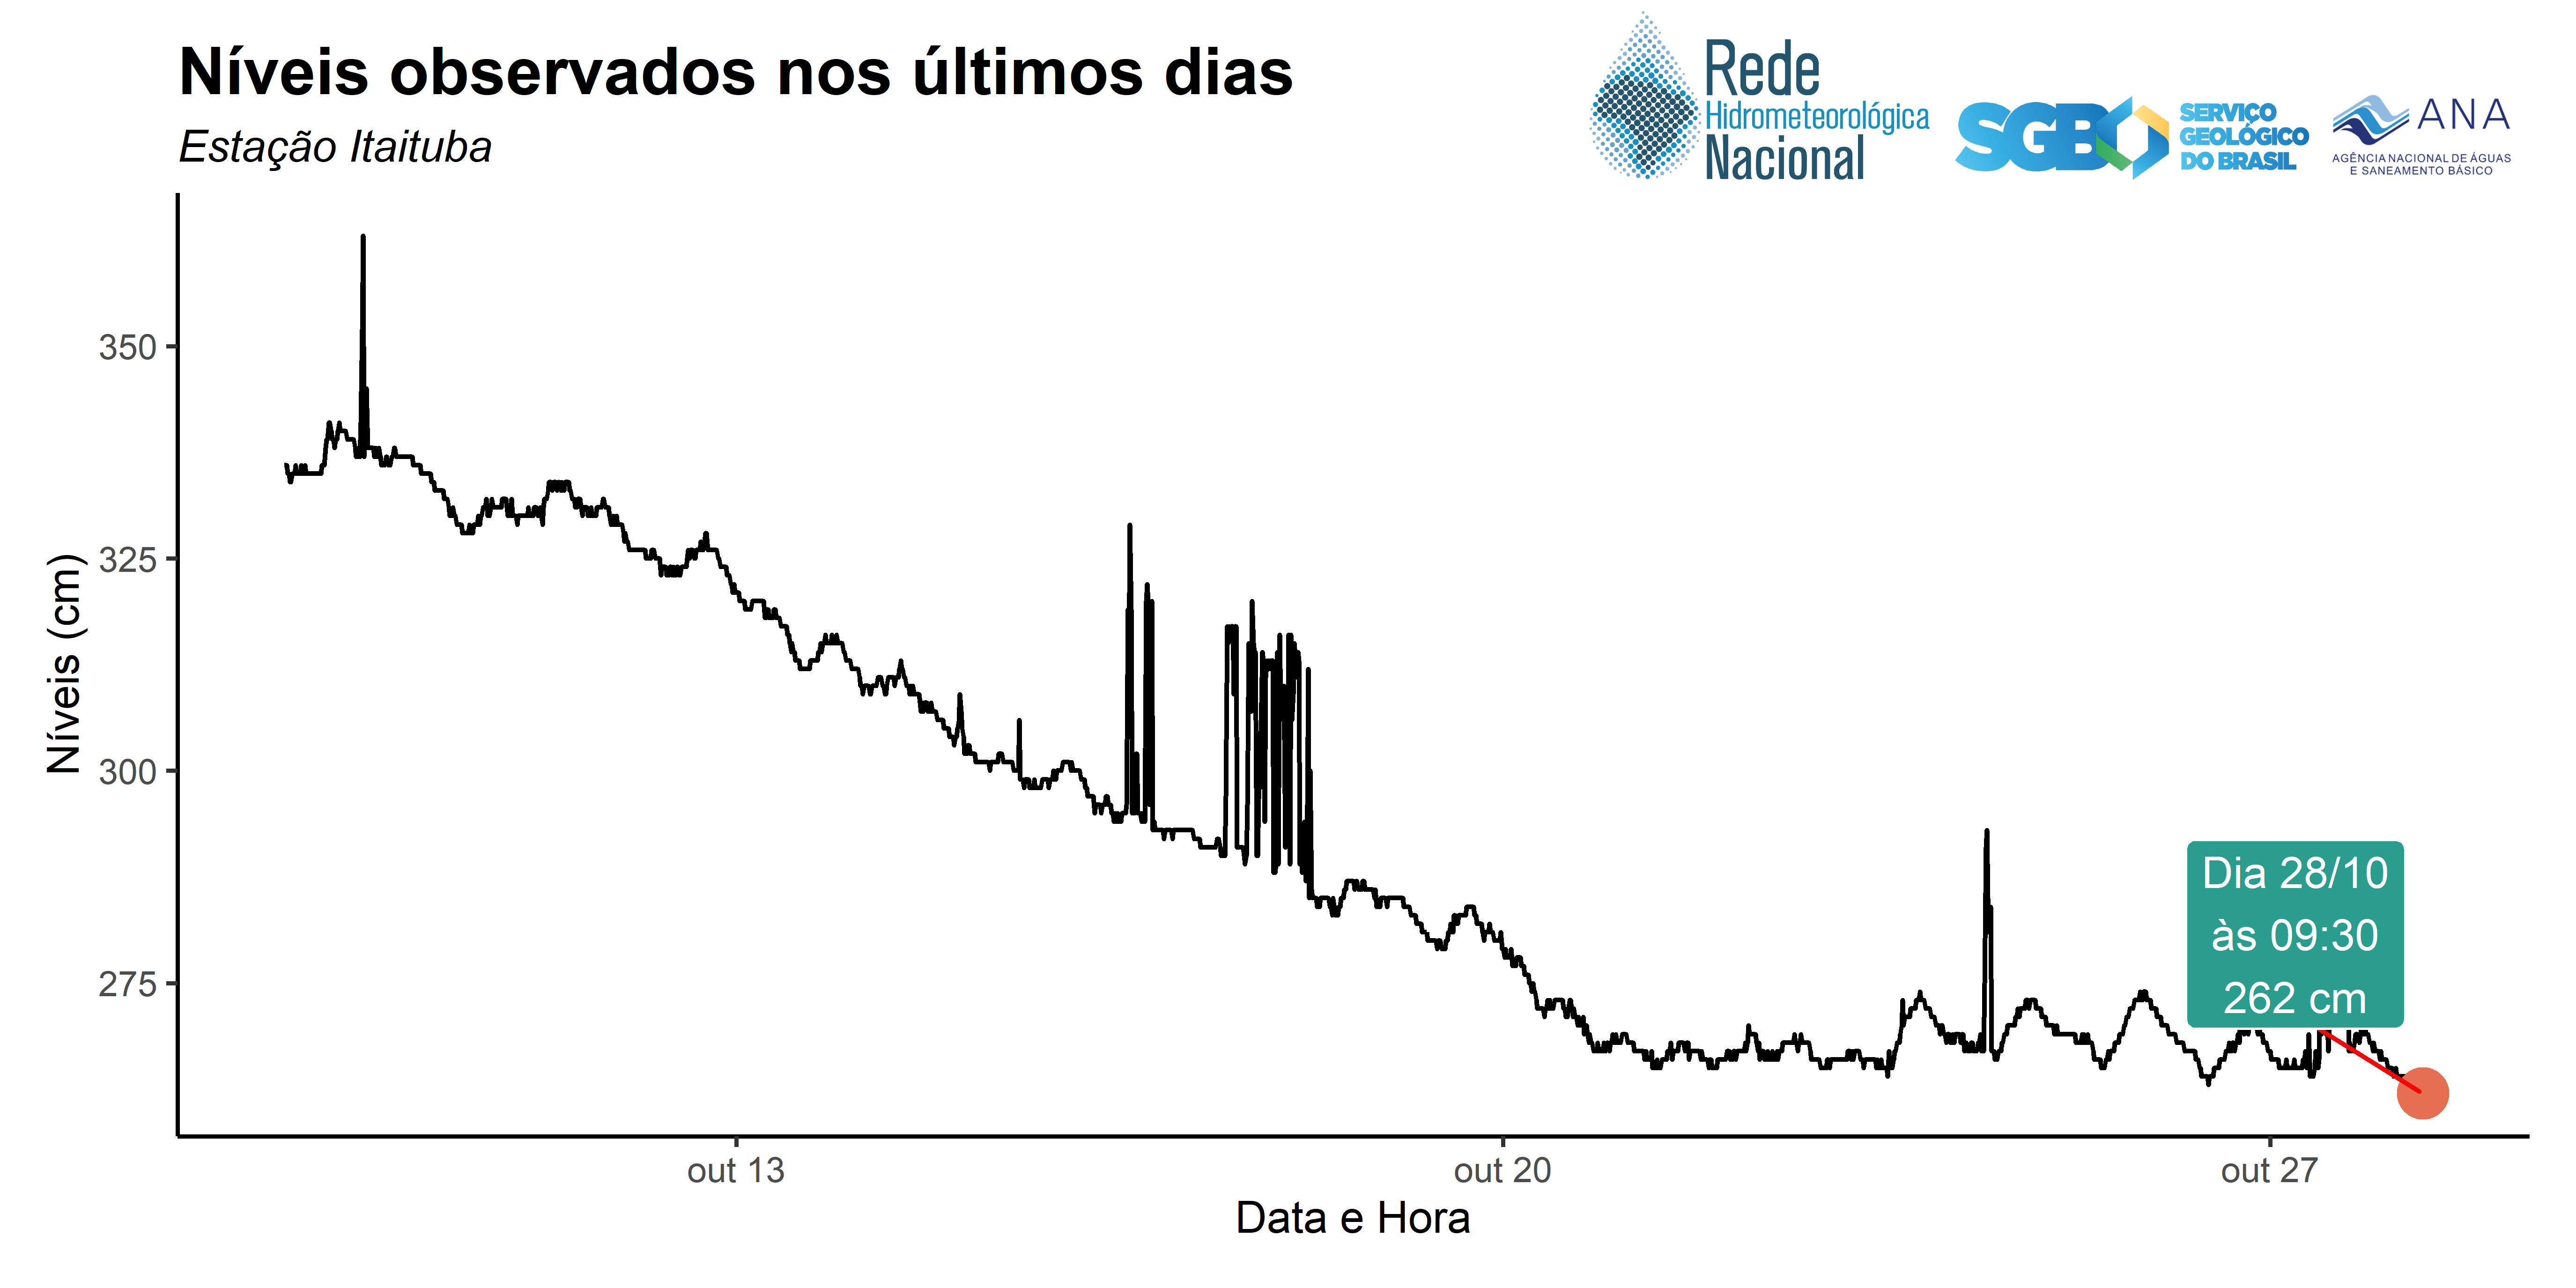 Níveis observados nos últimos dias
Estação Itaituba
Rede
Hidrometeorológica
Nacional
SGB
SERVIÇO
GEOLÓGICO
DO BRASIL
ANA
AGÊNCIA NACIONAL DE ÁGUAS
E SANEAMENTO BÁSICO
Níveis (cm)
350
325
300
275
Dia 28/10
às 09:30
262 cm
out 13
out 20
out 27
Data e Hora